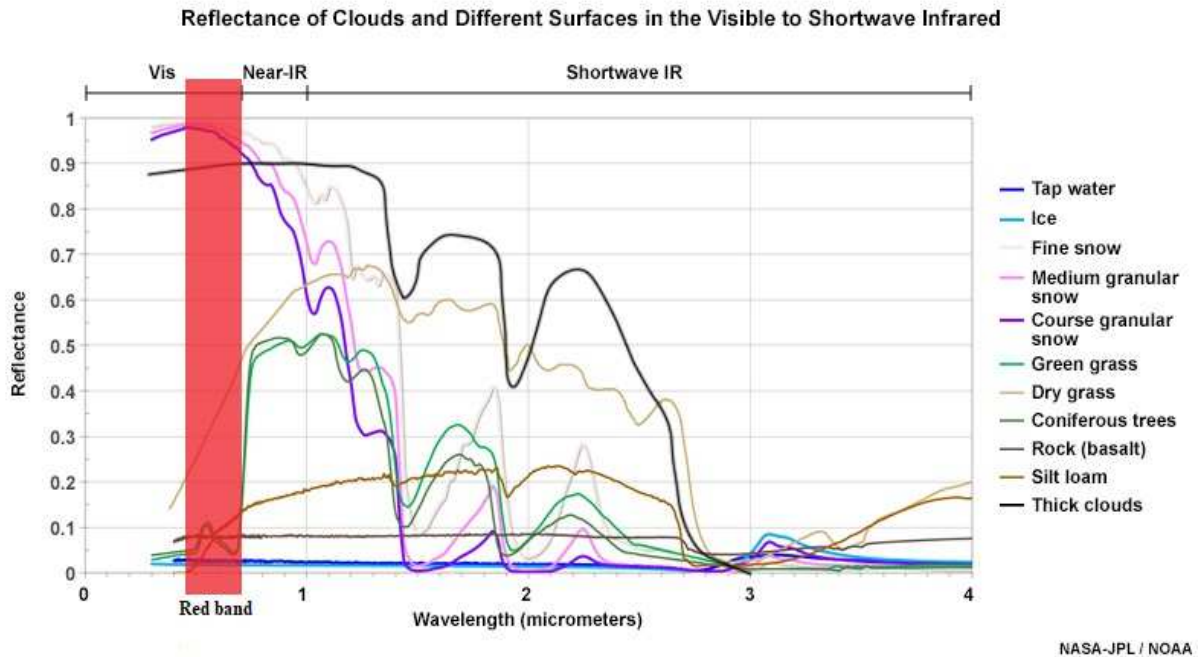 Reflectance of Clouds and Different Surfaces in the Visible to Shortwave Infrared
Vis
Near-IR
Shortwave IR
1
0.9
0.8
0.7
0.6
0.5
0.4
0.3
0.2
0.1
0
Reflectance
0
1
2
3
4
Red band
Wavelength (micrometers)
Tap water
Ice
Fine snow
Medium granular
snow
Course granular
snow
Green grass
Dry grass
Coniferous trees
Rock (basalt)
Silt loam
Thick clouds
NASA-JPL / NOAA